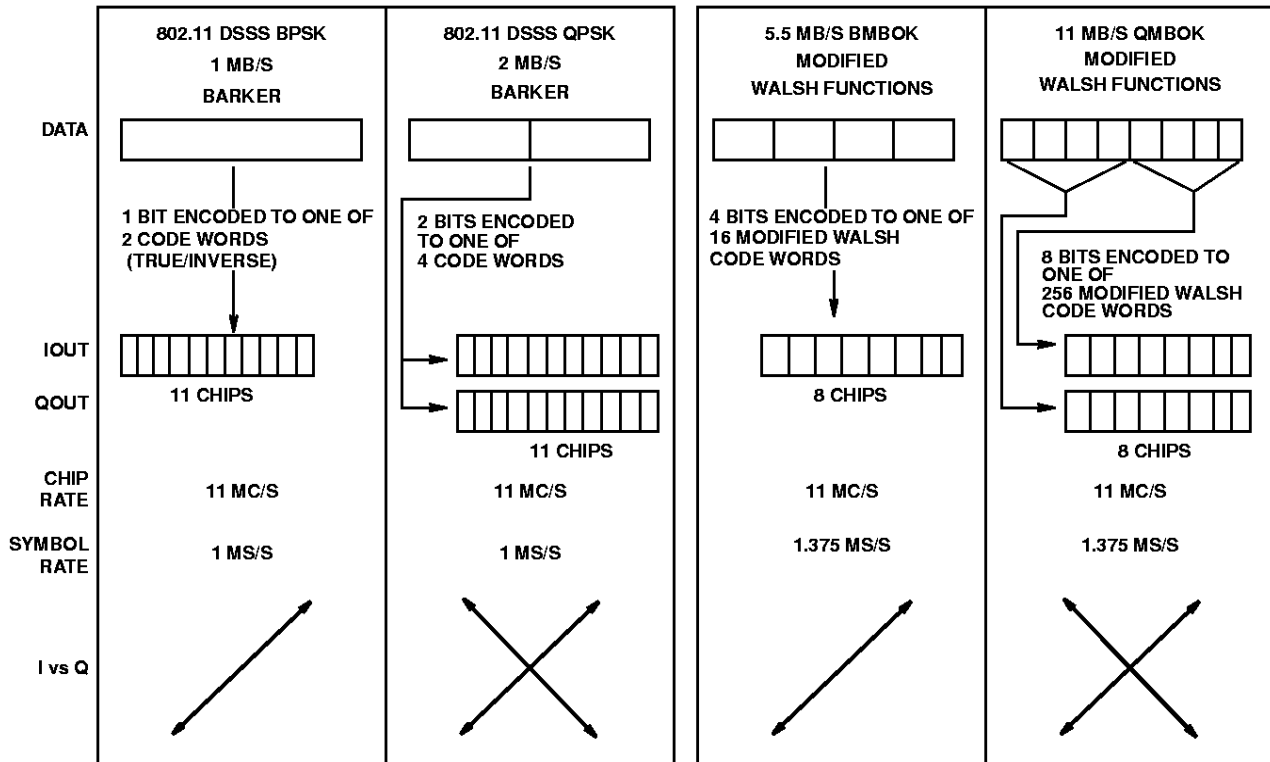 802.11 DSSS BPSK
1 MB/S
BARKER
802.11 DSSS QPSK
2 MB/S
BARKER
5.5 MB/S BMBOK
MODIFIED
WALSH FUNCTIONS
11 MB/S QMBOK
MODIFIED
WALSH FUNCTIONS
DATA
1 BIT ENCODED TO ONE OF
2 CODE WORDS
(TRUE/INVERSE)
2 BITS ENCODED
TO ONE OF
4 CODE WORDS
4 BITS ENCODED TO ONE OF
16 MODIFIED WALSH
CODE WORDS
8 BITS ENCODED TO
ONE OF
256 MODIFIED WALSH
CODE WORDS
IOUT
QOUT
11 CHIPS
11 CHIPS
8 CHIPS
8 CHIPS
CHIP
RATE
11 MC/S
11 MC/S
11 MC/S
11 MC/S
SYMBOL
RATE
1 MS/S
1 MS/S
1.375 MS/S
1.375 MS/S
I vs Q